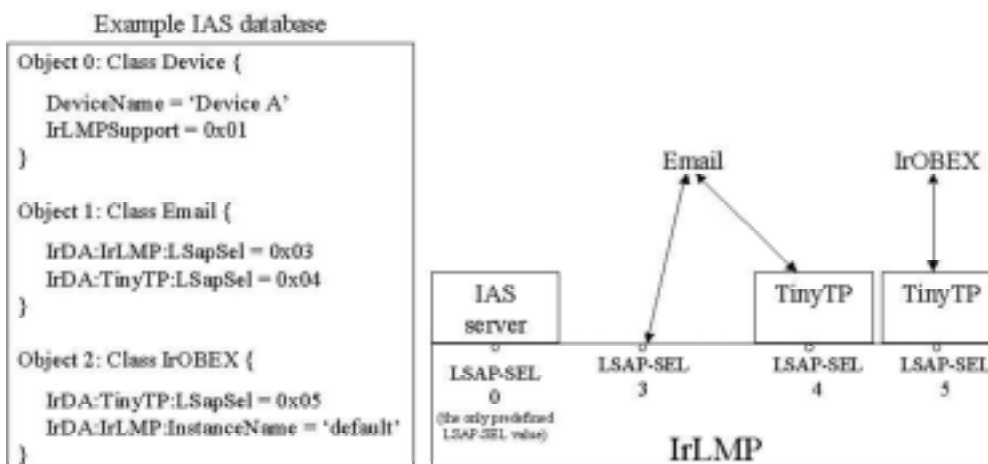 Example IAS database
Object 0: Class Device {
DeviceName = ‘Device A’
IrLMPSupport = 0x01
}
Object 1: Class Email {
IrDA:IrLMP:LSapSel = 0x03
IrDA:TinyTP:LSapSel = 0x04
}
Object 2: Class IrOBEX {
IrDA:TinyTP:LSapSel = 0x05
IrDA:IrLMP:InstanceName = ‘default’
}
Email
IrOBEX
IAS
server
TinyTP
TinyTP
LSAP-SEL
0
(the only predefined
LSAP-SEL value)
LSAP-SEL
3
LSAP-SEL
4
LSAP-SEL
5
IrLMP